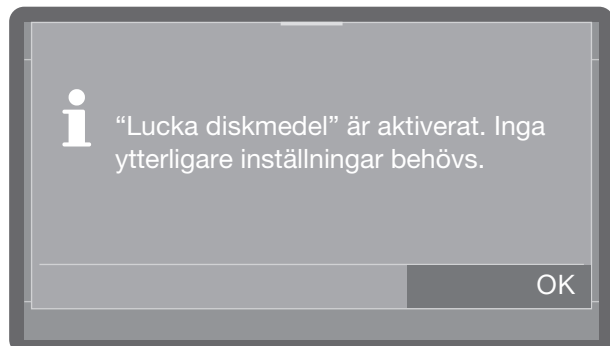 “Lucka diskmedel” är aktiverat. Inga
ytterligare inställningar behövs.
OK